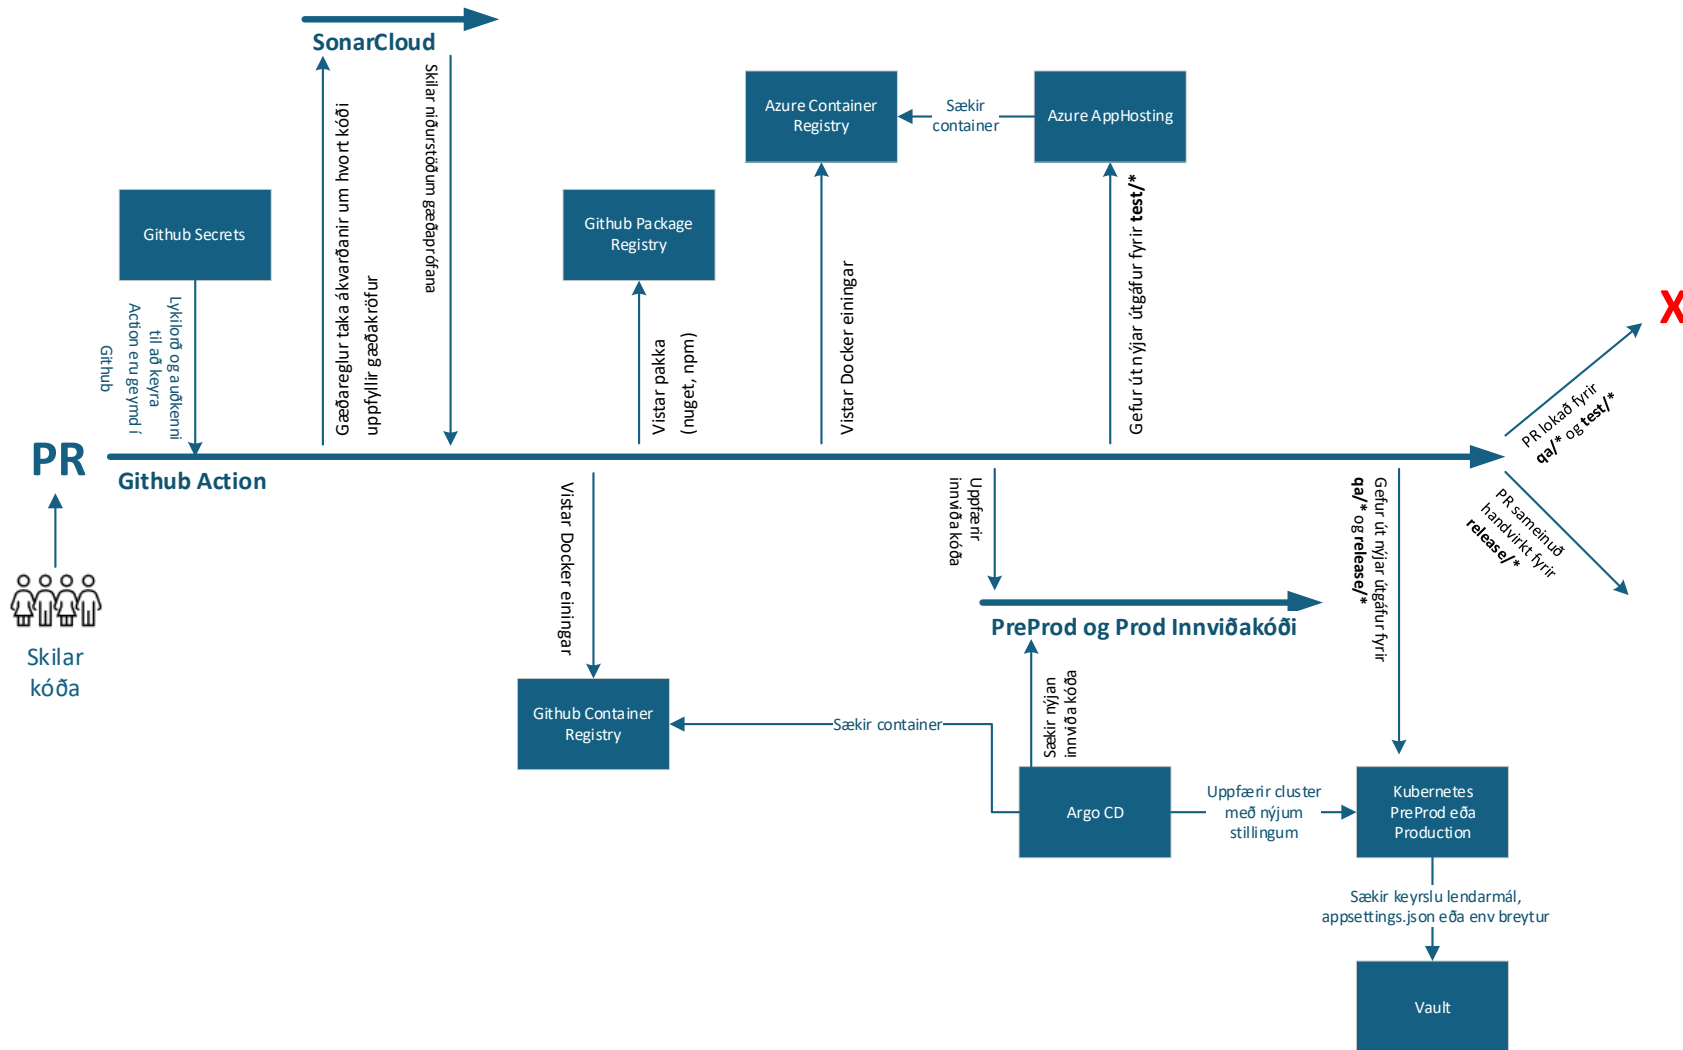 SonarCloud
Gæðareglur taka ákvarðanir um hvort kóði
uppfyllir gæðakröfur
Skilar niðurstöðum gæðaprófana
Github Secrets
Lykilorð og auðkenni
til að keyra
Action eru geymd í
Github
Github Package
Registry
Vistar pakka
(nuget, npm)
Azure Container
Registry
Sækir
container
Azure AppHosting
Vistar Docker einingar
Gefur út nýjar útgáfur fyrir test/*
X
PR lokað fyrir
qa/* og test/*
PR
Github Action
Skilar
kóða
Vistar Docker einingar
Uppfærir
innviða kóða
Gefur út nýjar útgáfur fyrir
qa/* og release/*
PR sameinuð
handvirkt fyrir
release/*
PreProd og Prod Innviðakóði
Sækir nýjan
innviða kóða
Github Container
Registry
Sækir container
Argo CD
Uppfærir cluster
með nýjum
stillingum
Kubernetes
PreProd eða
Production
Sækir keyrslu lendarmál,
appsettings.json eða env breytur
Vault